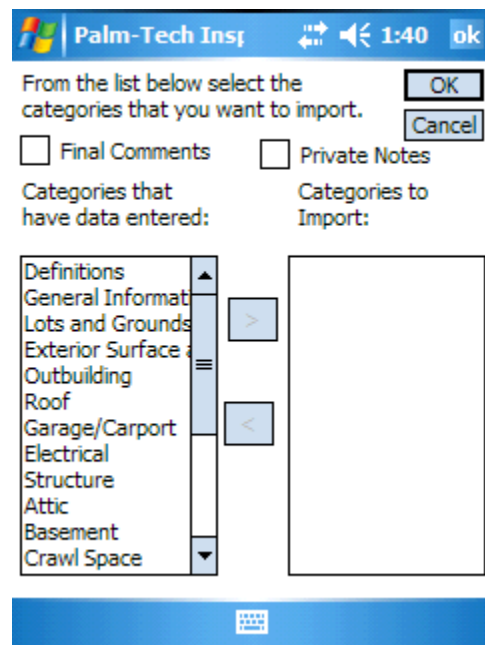 Palm-Tech Insp
1:40
ok
From the list below select the
categories that you want to import.
OK
Cancel
Final Comments
Private Notes
Categories that
have data entered:
Categories to
Import:
Definitions
General Informati
Lots and Grounds
Exterior Surface a
Outbuilding
Roof
Garage/Carport
Electrical
Structure
Attic
Basement
Crawl Space
>
<